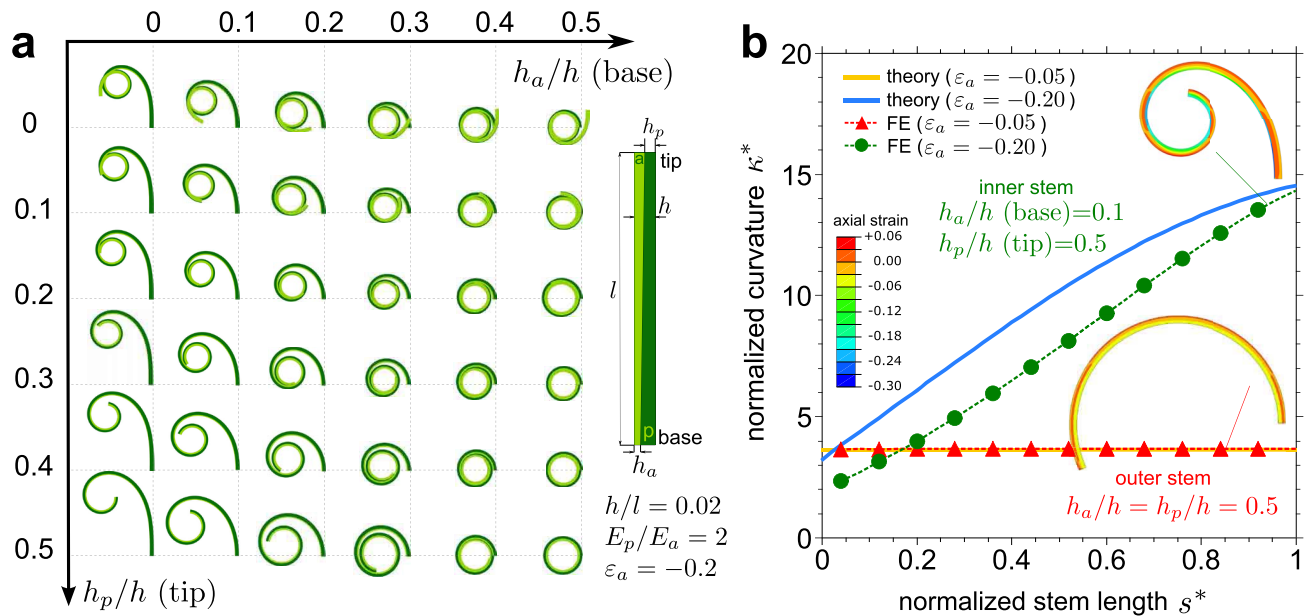 a
0 0.1 0.2 0.3 0.4 0.5
h_a/h (base)
0
0.1
0.2
0.3
0.4
0.5
h_p/h (tip)
h_p
a tip
h
l
p base
h_a
h/l = 0.02
E_p/E_a = 2
ε_a = −0.2
b
20
15
10
5
0
normalized curvature κ*
theory (ε_a = −0.05)
theory (ε_a = −0.20)
FE (ε_a = −0.05)
FE (ε_a = −0.20)
inner stem
h_a/h (base)=0.1
h_p/h (tip)=0.5
axial strain
+0.06
0.00
-0.06
-0.12
-0.18
-0.24
-0.30
outer stem
h_a/h = h_p/h = 0.5
0 0.2 0.4 0.6 0.8 1
normalized stem length s*